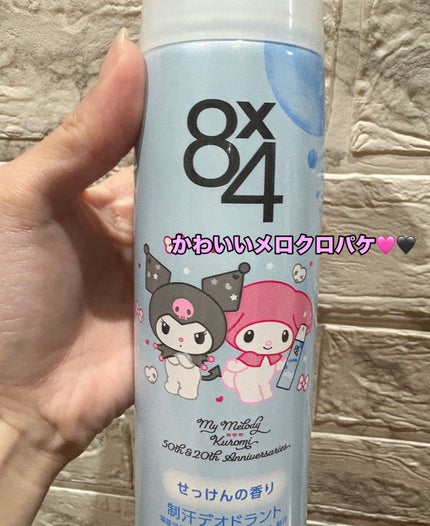 8x4
かわいいメロクロパケ🩷🖤
8x4
My Melody
Kuromi
50th & 20th Anniversaries
せっけんの香り
制汗デオドラント